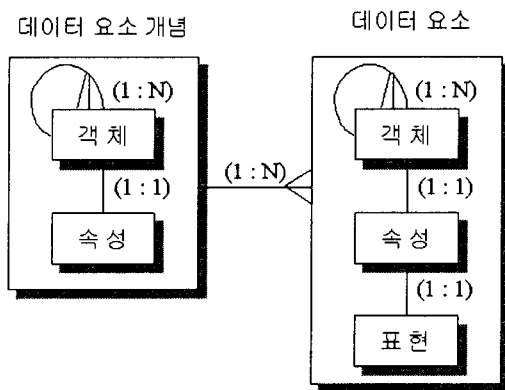 데이터 요소 개념
(1 : N)
객 체
(1 : 1)
속 성
(1 : N)
데이터 요소
(1 : N)
객 체
(1 : 1)
속 성
(1 : 1)
표 현